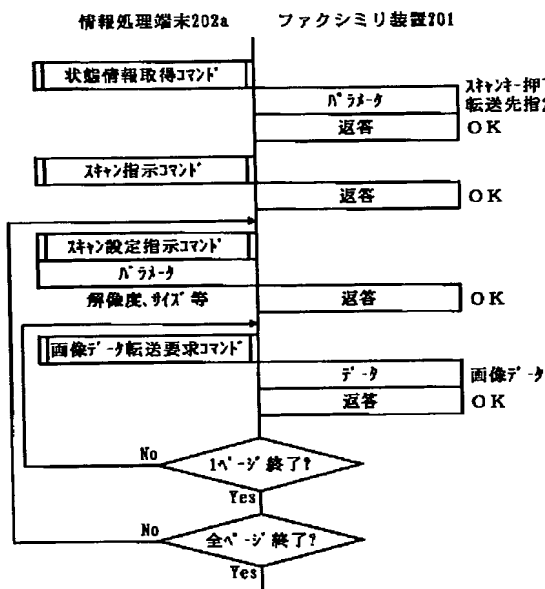 情報処理端末202a ファクシミリ装置201
状態情報取得コマンド
パラメータ
スキャンキー押下
転送先指
返答
OK
スキャン指示コマンド
返答
OK
スキャン設定指示コマンド
パラメータ
解像度、サイズ等
返答
OK
画像データ転送要求コマンド
データ
画像データ
返答
OK
No
1ページ終了?
Yes
No
全ページ終了?
Yes